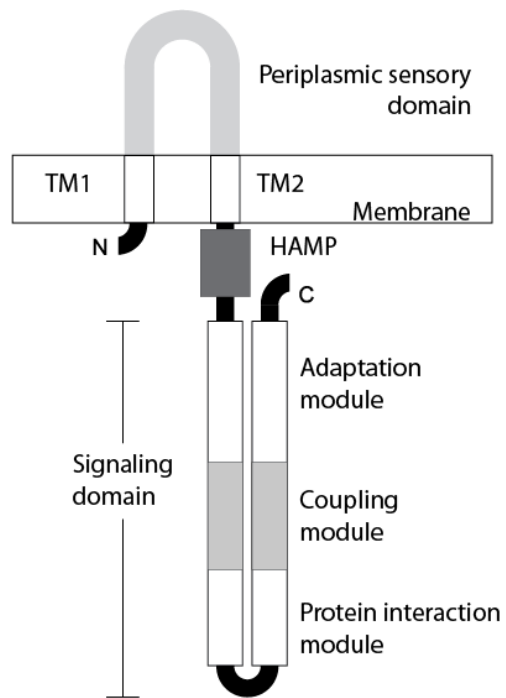 Periplasmic sensory
domain
TM1
TM2
Membrane
N
HAMP
C
Adaptation
module
Signaling
domain
Coupling
module
Protein interaction
module